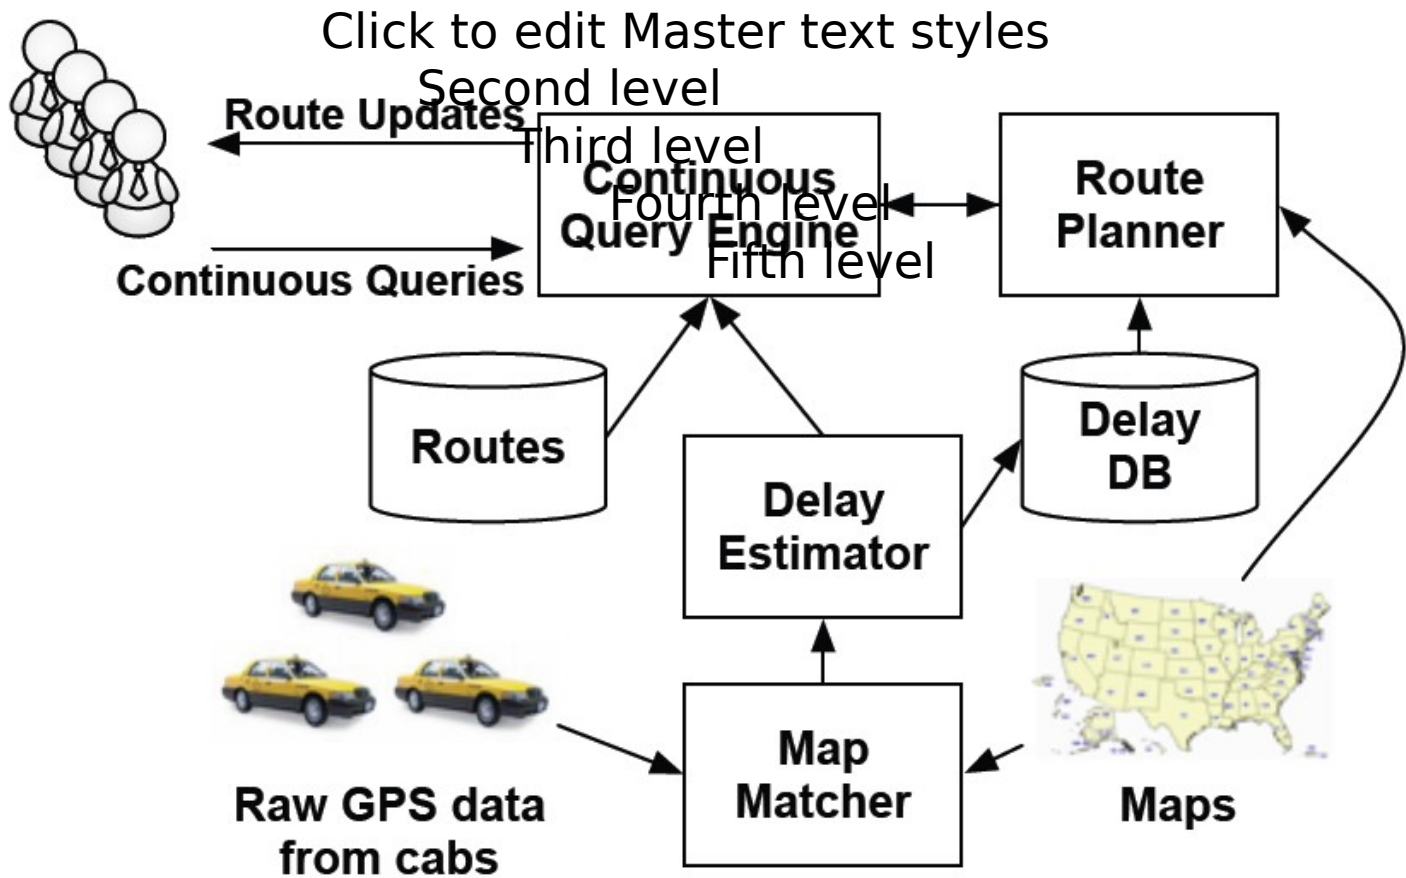 Click to edit Master text styles
Second level
Third level
Fourth level
Fifth level
Route Updates
Continuous
Query Engine
Route
Planner
Continuous Queries
Routes
Delay
DB
Delay
Estimator
Map
Matcher
Raw GPS data
from cabs
Maps